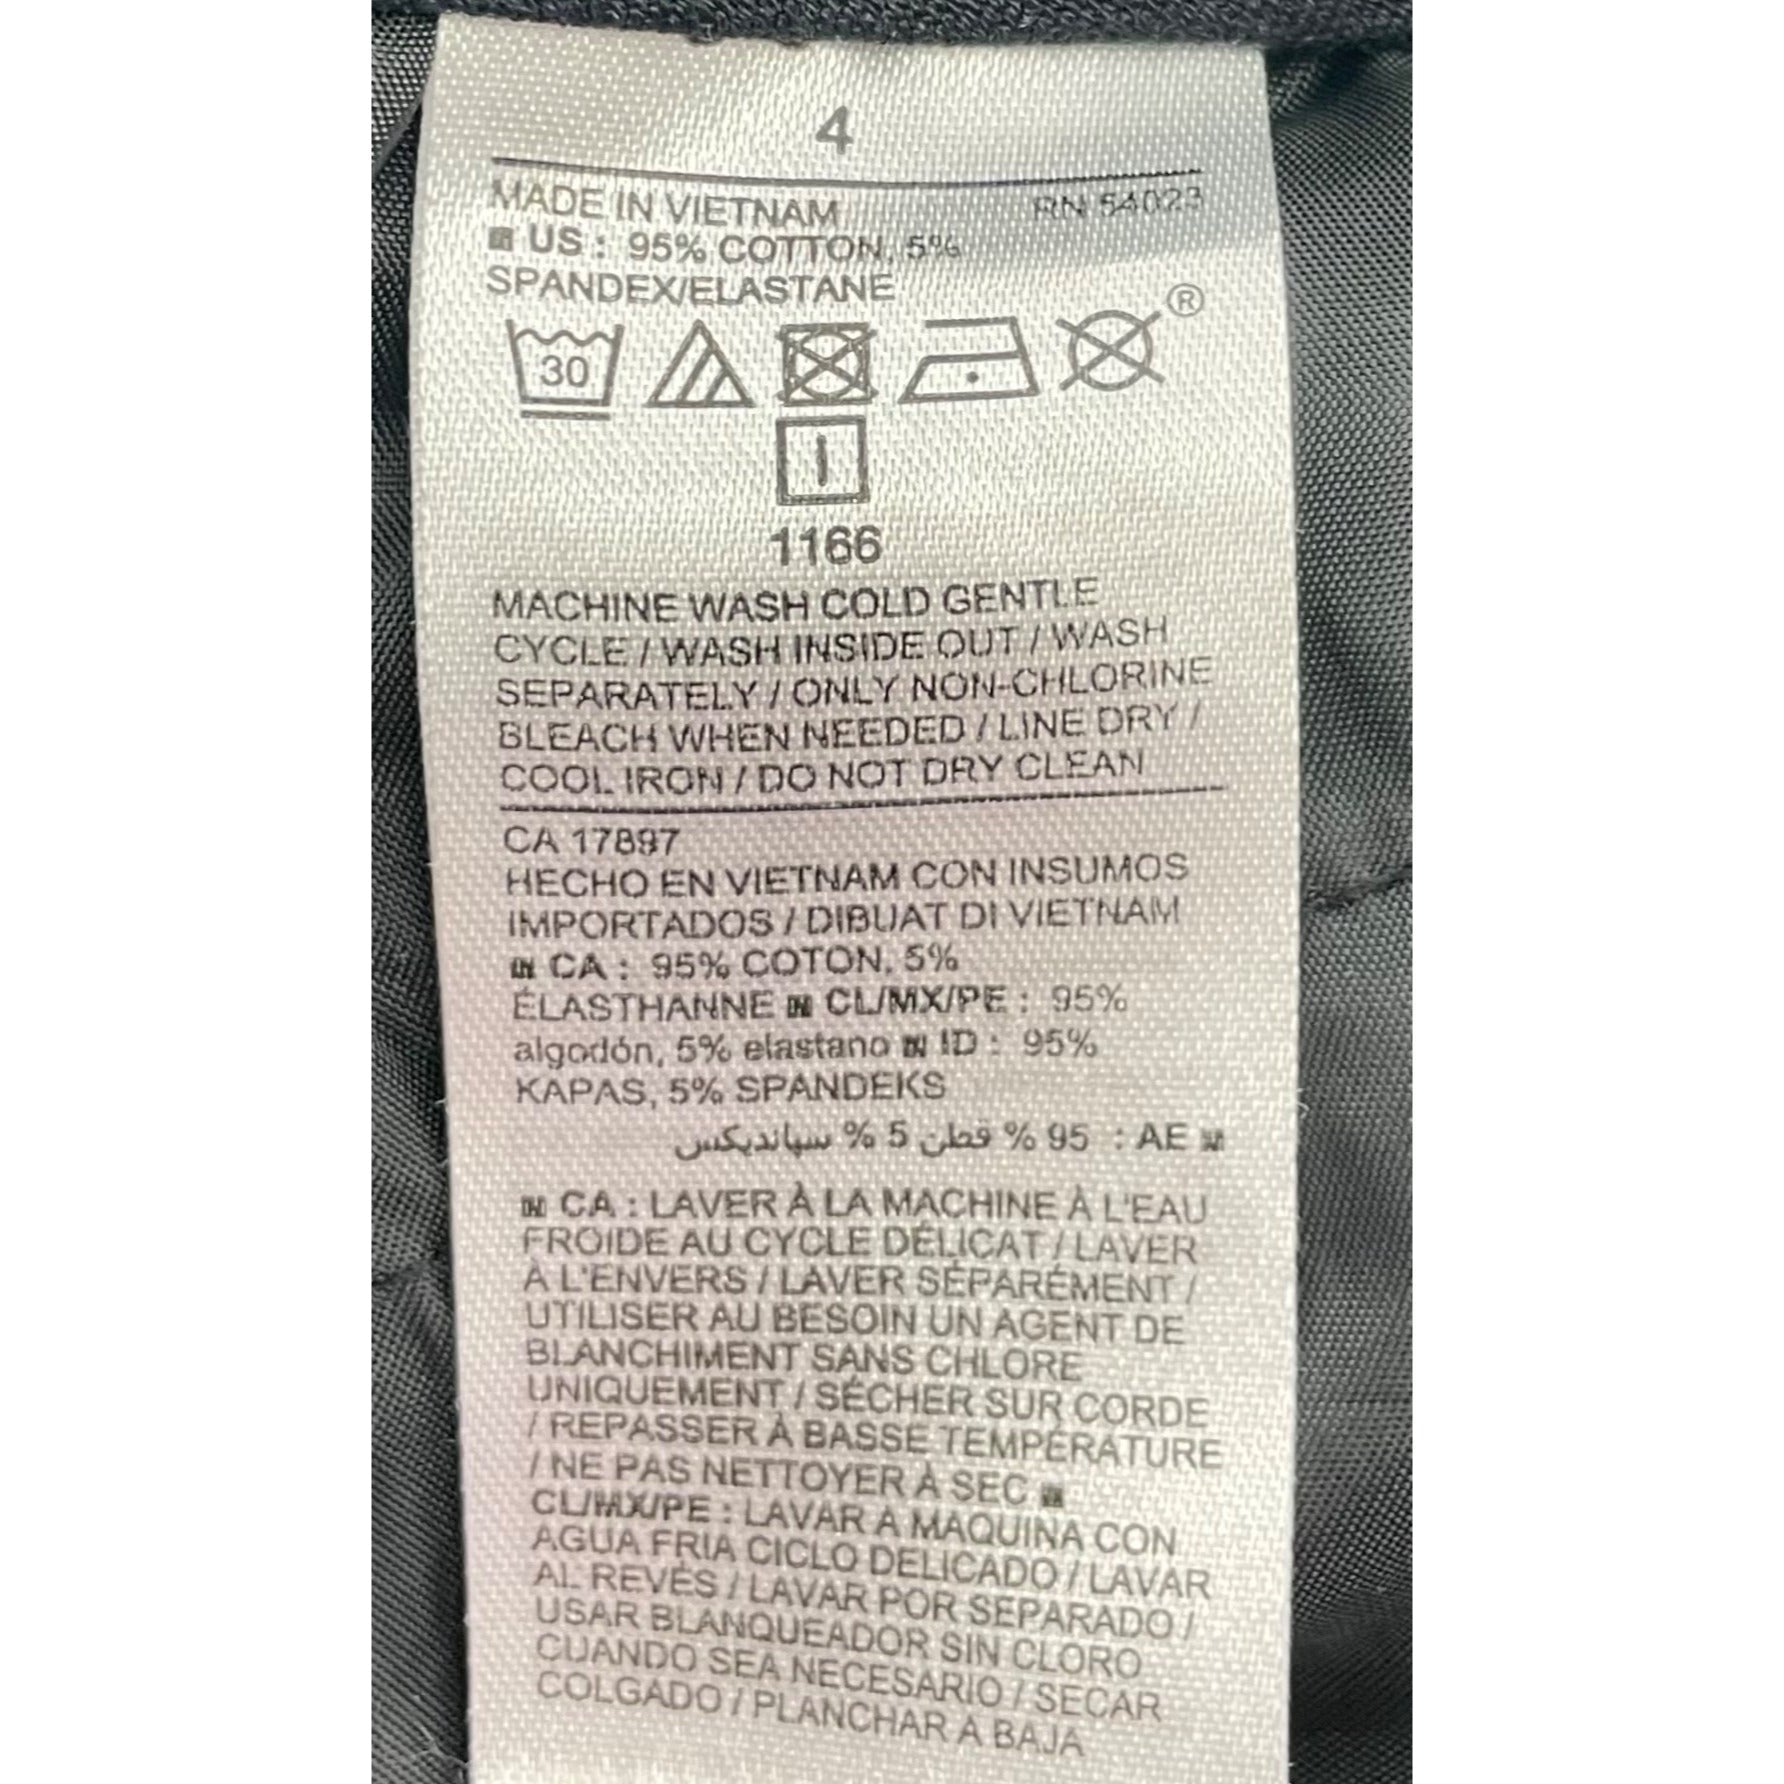 4
MADE IN VIETNAM RN 54023
US : 95% COTTON, 5%
SPANDEX/ELASTANE
30 ®
1166
MACHINE WASH COLD GENTLE
CYCLE / WASH INSIDE OUT / WASH
SEPARATELY / ONLY NON-CHLORINE
BLEACH WHEN NEEDED / LINE DRY /
COOL IRON / DO NOT DRY CLEAN
CA 17897
HECHO EN VIETNAM CON INSUMOS
IMPORTADOS / DIBUAT DI VIETNAM
CA : 95% COTON, 5%
ÉLASTHANNE CL/MX/PE : 95%
algodón, 5% elastano ID : 95%
KAPAS, 5% SPANDEKS
AE : 95 % قطن 5 % سباندیکس
CA : LAVER À LA MACHINE À L'EAU
FROIDE AU CYCLE DÉLICAT / LAVER
À L'ENVERS / LAVER SÉPARÉMENT /
UTILISER AU BESOIN UN AGENT DE
BLANCHIMENT SANS CHLORE
UNIQUEMENT / SÉCHER SUR CORDE
/ REPASSER À BASSE TEMPÉRATURE
/ NE PAS NETTOYER À SEC
CL/MX/PE : LAVAR A MAQUINA CON
AGUA FRIA CICLO DELICADO / LAVAR
AL REVÉS / LAVAR POR SEPARADO /
USAR BLANQUEADOR SIN CLORO
CUANDO SEA NECESARIO / SECAR
COLGADO / PLANCHAR A BAJA